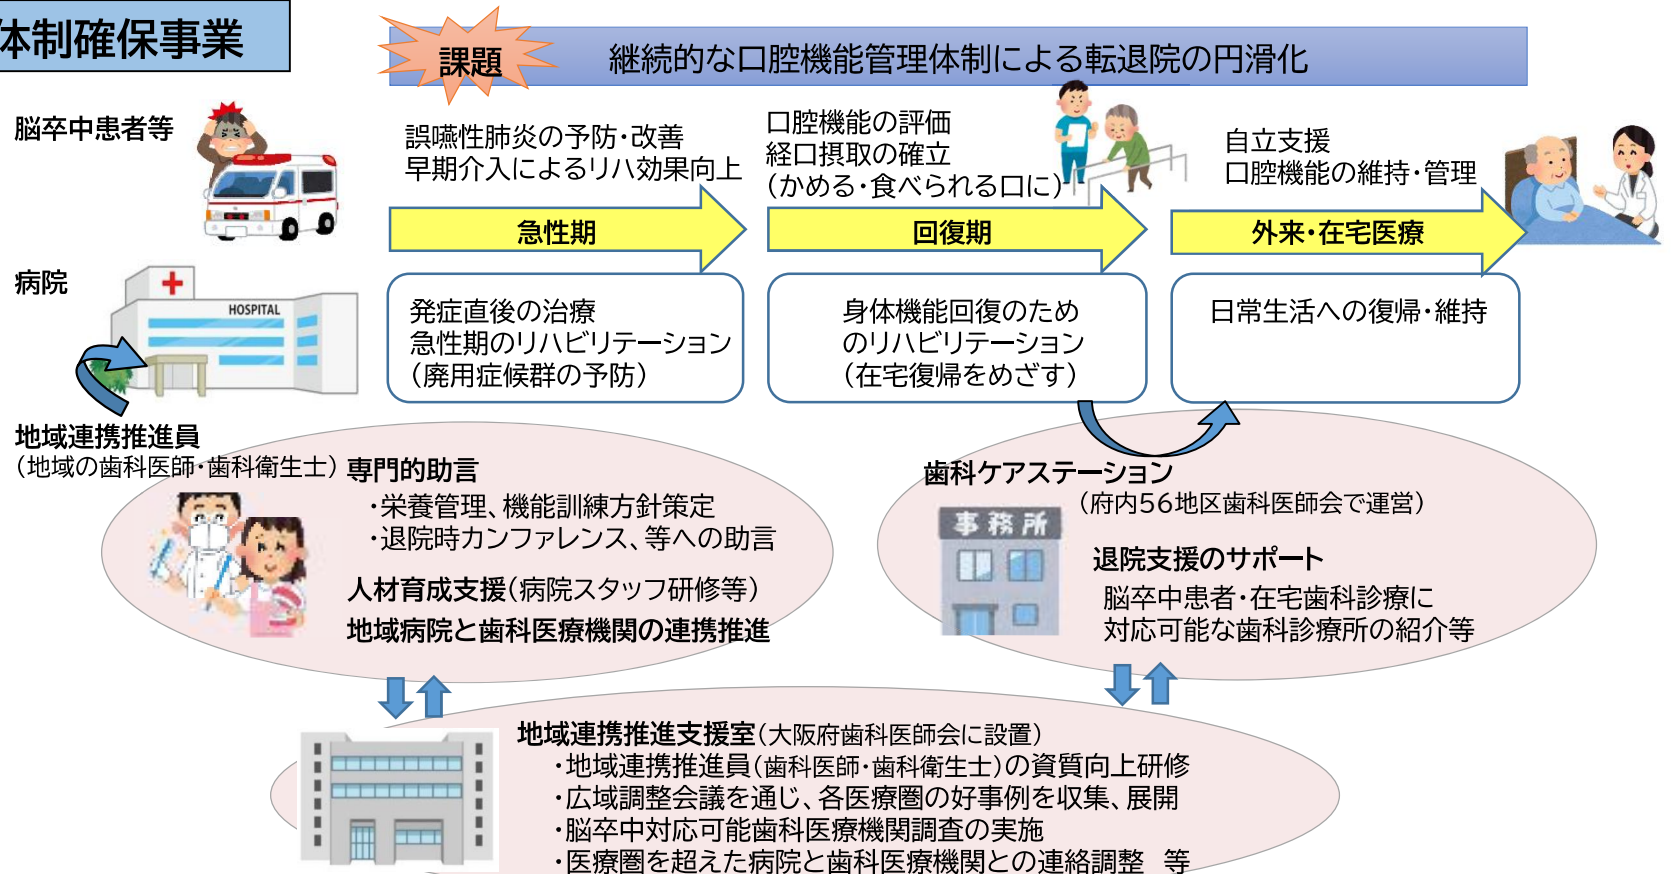 体制確保事業
課題
継続的な口腔機能管理体制による転退院の円滑化
脳卒中患者等
誤嚥性肺炎の予防・改善
早期介入によるリハ効果向上
口腔機能の評価
経口摂取の確立
(かめる・食べられる口に)
自立支援
口腔機能の維持・管理
急性期
回復期
外来・在宅医療
病院
HOSPITAL
発症直後の治療
急性期のリハビリテーション
(廃用症候群の予防)
身体機能回復のため
のリハビリテーション
(在宅復帰をめざす)
日常生活への復帰・維持
地域連携推進員
(地域の歯科医師・歯科衛生士)
専門的助言
・栄養管理、機能訓練方針策定
・退院時カンファレンス、等への助言
人材育成支援(病院スタッフ研修等)
地域病院と歯科医療機関の連携推進
歯科ケアステーション
(府内56地区歯科医師会で運営)
事務所
退院支援のサポート
脳卒中患者・在宅歯科診療に
対応可能な歯科診療所の紹介等
地域連携推進支援室(大阪府歯科医師会に設置)
・地域連携推進員(歯科医師・歯科衛生士)の資質向上研修
・広域調整会議を通じ、各医療圏の好事例を収集、展開
・脳卒中対応可能歯科医療機関調査の実施
・医療圏を超えた病院と歯科医療機関との連絡調整　等